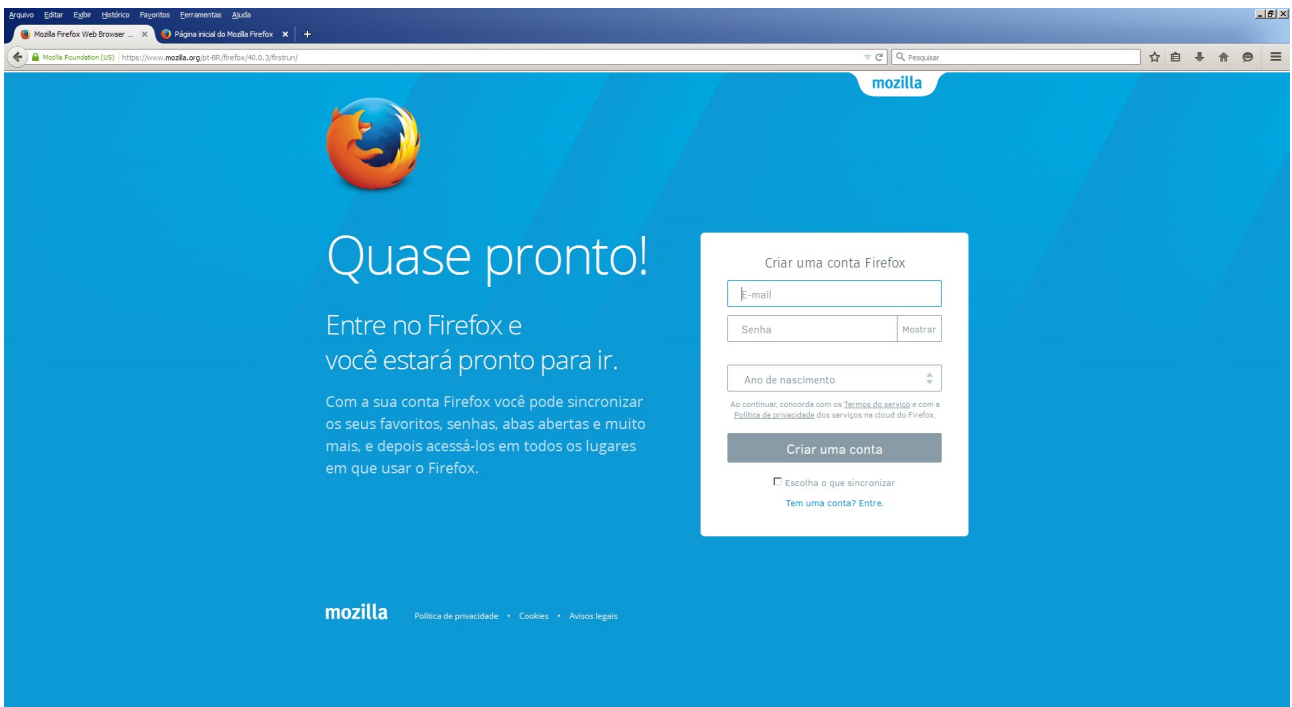 Arquivo Editar Exibir Histórico Favoritos Ferramentas Ajuda
Mozilla Firefox Web Browser ... Página inicial do Mozilla Firefox
Mozilla Foundation (US) https://www.mozilla.org/pt-BR/firefox/40.0.3/firstrun/ Pesquisar
mozilla
Quase pronto!
Entre no Firefox e
você estará pronto para ir.
Com a sua conta Firefox você pode sincronizar
os seus favoritos, senhas, abas abertas e muito
mais, e depois acessá-los em todos os lugares
em que usar o Firefox.
Criar uma conta Firefox
E-mail
Senha Mostrar
Ano de nascimento
Ao continuar, concorda com os Termos do serviço e com a
Política de privacidade dos serviços na cloud do Firefox.
Criar uma conta
Escolha o que sincronizar
Tem uma conta? Entre.
mozilla Política de privacidade • Cookies • Avisos legais